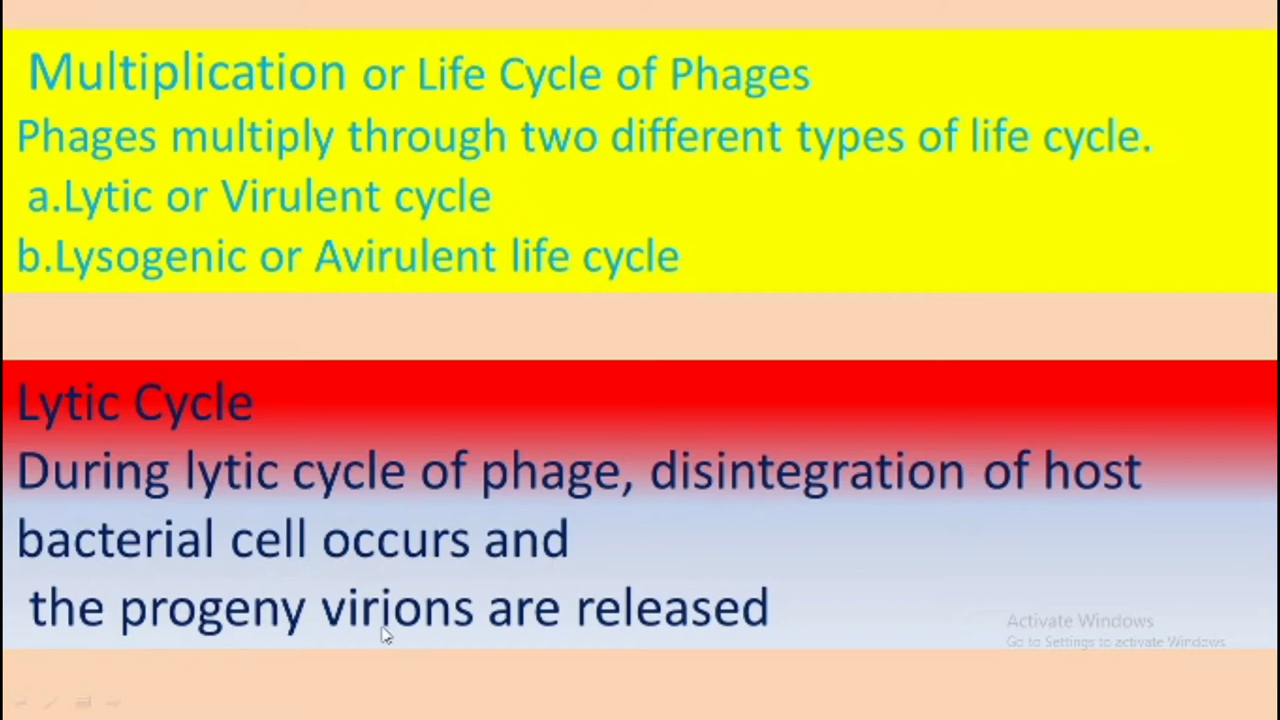 Multiplication or Life Cycle of Phages
Phages multiply through two different types of life cycle.
a.Lytic or Virulent cycle
b.Lysogenic or Avirulent life cycle
Lytic Cycle
During lytic cycle of phage, disintegration of host
bacterial cell occurs and
the progeny virions are released
Activate Windows
Go to Settings to activate Windows.